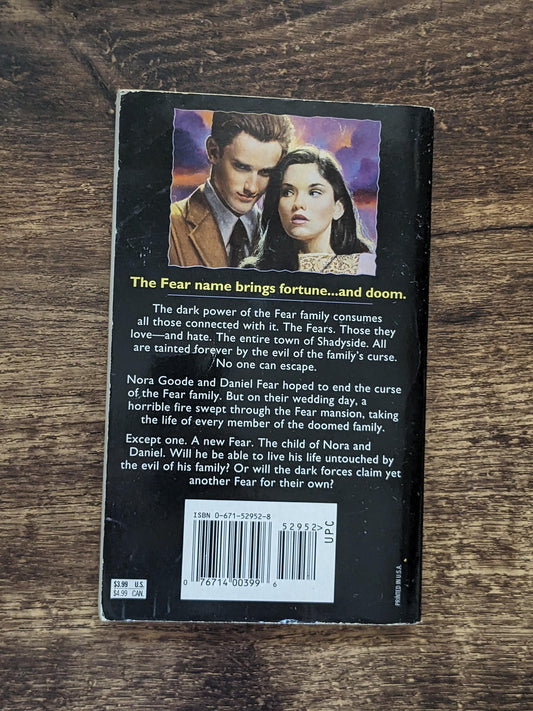 The Fear name brings fortune...and doom.
The dark power of the Fear family consumes
all those connected with it. The Fears. Those they
love—and hate. The entire town of Shadyside. All
are tainted forever by the evil of the family's curse.
No one can escape.
Nora Goode and Daniel Fear hoped to end the curse
of the Fear family. But on their wedding day, a
horrible fire swept through the Fear mansion, taking
the life of every member of the doomed family.
Except one. A new Fear. The child of Nora and
Daniel. Will he be able to live his life untouched by
the evil of his family? Or will the dark forces claim yet
another Fear for their own?
ISBN 0-671-52952-8
52952>
UPC
0 76714 00399 6
$3.99 U.S.
$4.99 CAN.
PRINTED IN U.S.A.